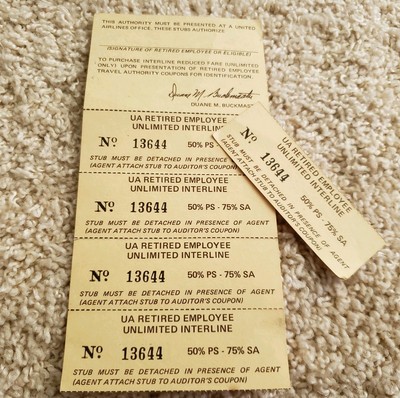 THIS AUTHORITY MUST BE PRESENTED AT A UNITED
AIRLINES OFFICE. THESE STUBS AUTHORIZE
(SIGNATURE OF RETIRED EMPLOYEE OR ELIGIBLE)
TO PURCHASE INTERLINE REDUCED FARE (UNLIMITED
ONLY) UPON PRESENTATION OF RETIRED EMPLOYEE
TRAVEL AUTHORITY COUPONS FOR IDENTIFICATION.
Duane M. Buckmaster
DUANE M. BUCKMAS
UA RETIRED EMPLOYEE
UNLIMITED INTERLINE
No. 13644 50% PS -
STUB MUST BE DETACHED IN PRESENCE
(AGENT ATTACH STUB TO AUDITOR'S COUPON)
UA RETIRED EMPLOYEE
UNLIMITED INTERLINE
No. 13644 50% PS - 75% SA
STUB MUST BE DETACHED IN PRESENCE OF AGENT
(AGENT ATTACH STUB TO AUDITOR'S COUPON)
UA RETIRED EMPLOYEE
UNLIMITED INTERLINE
No. 13644 50% PS - 75% SA
STUB MUST BE DETACHED IN PRESENCE OF AGENT
(AGENT ATTACH STUB TO AUDITOR'S COUPON)
UA RETIRED EMPLOYEE
UNLIMITED INTERLINE
No. 13644 50% PS - 75% SA
STUB MUST BE DETACHED IN PRESENCE OF AGENT
(AGENT ATTACH STUB TO AUDITOR'S COUPON)
UA RETIRED EMPLOYEE
UNLIMITED INTERLINE
No. 13644 50% PS - 75% SA
STUB MUST BE DETACHED IN PRESENCE OF AGENT
(AGENT ATTACH STUB TO AUDITOR'S COUPON)